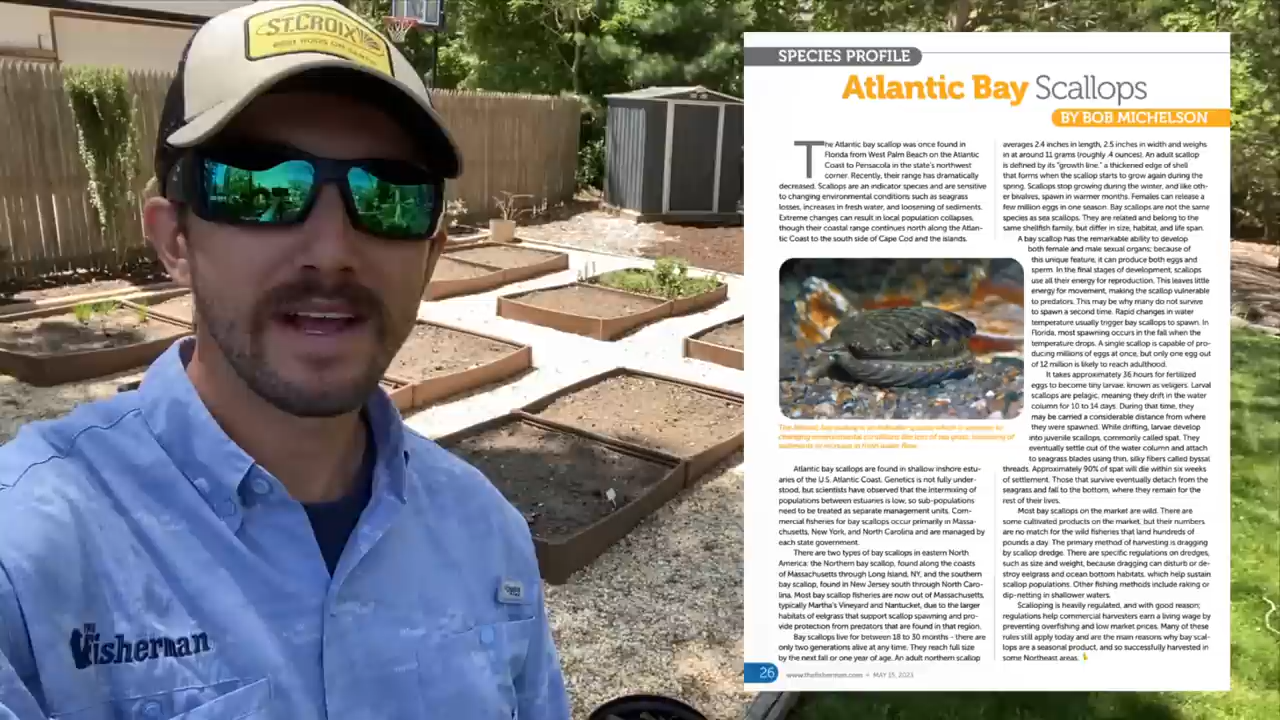 ST.CROIX
BEST RODS ON EARTH
THE
Fisherman
SPECIES PROFILE
Atlantic Bay Scallops
BY BOB MICHELSON
The Atlantic bay scallop was once found in
Florida from West Palm Beach on the Atlantic
Coast to Pensacola in the state's northwest
corner. Recently, their range has dramatically
decreased. Scallops are an indicator species and are sensitive
to changing environmental conditions such as seagrass
losses, increases in fresh water, and loosening of sediments.
Extreme changes can result in local population collapses,
though their coastal range continues north along the Atlan-
tic Coast to the south side of Cape Cod and the islands.
The Atlantic bay scallop is an indicator species which is sensitive to
changing environmental conditions like loss of sea grass, loosening of
sediments or increase in fresh water flow.
Atlantic bay scallops are found in shallow inshore estu-
aries of the U.S. Atlantic Coast. Genetics is not fully under-
stood, but scientists have observed that the intermixing of
populations between estuaries is low, so sub-populations
need to be treated as separate management units. Com-
mercial fisheries for bay scallops occur primarily in Massa-
chusetts, New York, and North Carolina and are managed by
each state government.
There are two types of bay scallops in eastern North
America: the Northern bay scallop, found along the coasts
of Massachusetts through Long Island, NY, and the southern
bay scallop, found in New Jersey south through North Caro-
lina. Most bay scallop fisheries are now out of Massachusetts,
typically Martha's Vineyard and Nantucket, due to the larger
habitats of eelgrass that support scallop spawning and pro-
vide protection from predators that are found in that region.
Bay scallops live for between 18 to 30 months - there are
only two generations alive at any time. They reach full size
by the next fall or one year of age. An adult northern scallop
averages 2.4 inches in length, 2.5 inches in width and weighs
in at around 11 grams (roughly .4 ounces). An adult scallop
is defined by its "growth line," a thickened edge of shell
that forms when the scallop starts to grow again during the
spring. Scallops stop growing during the winter, and like oth-
er bivalves, spawn in warmer months. Females can release a
few million eggs in one season. Bay scallops are not the same
species as sea scallops. They are related and belong to the
same shellfish family, but differ in size, habitat, and life span.
A bay scallop has the remarkable ability to develop
both female and male sexual organs; because of
this unique feature, it can produce both eggs and
sperm. In the final stages of development, scallops
use all their energy for reproduction. This leaves little
energy for movement, making the scallop vulnerable
to predators. This may be why many do not survive
to spawn a second time. Rapid changes in water
temperature usually trigger bay scallops to spawn. In
Florida, most spawning occurs in the fall when the
temperature drops. A single scallop is capable of pro-
ducing millions of eggs at once, but only one egg out
of 12 million is likely to reach adulthood.
It takes approximately 36 hours for fertilized
eggs to become tiny larvae, known as veligers. Larval
scallops are pelagic, meaning they drift in the water
column for 10 to 14 days. During that time, they
may be carried a considerable distance from where
they were spawned. While drifting, larvae develop
into juvenile scallops, commonly called spat. They
eventually settle out of the water column and attach
to seagrass blades using thin, silky fibers called byssal
threads. Approximately 90% of spat will die within six weeks
of settlement. Those that survive eventually detach from the
seagrass and fall to the bottom, where they remain for the
rest of their lives.
Most bay scallops on the market are wild. There are
some cultivated products on the market, but their numbers
are no match for the wild fisheries that land hundreds of
pounds a day. The primary method of harvesting is dragging
by scallop dredge. There are specific regulations on dredges,
such as size and weight, because dragging can disturb or de-
stroy eelgrass and ocean bottom habitats, which help sustain
scallop populations. Other fishing methods include raking or
dip-netting in shallower waters.
Scalloping is heavily regulated, and with good reason;
regulations help commercial harvesters earn a living wage by
preventing overfishing and low market prices. Many of these
rules still apply today and are the main reasons why bay scal-
lops are a seasonal product, and so successfully harvested in
some Northeast areas.
26
www.thefisherman.com • MAY 15, 2023